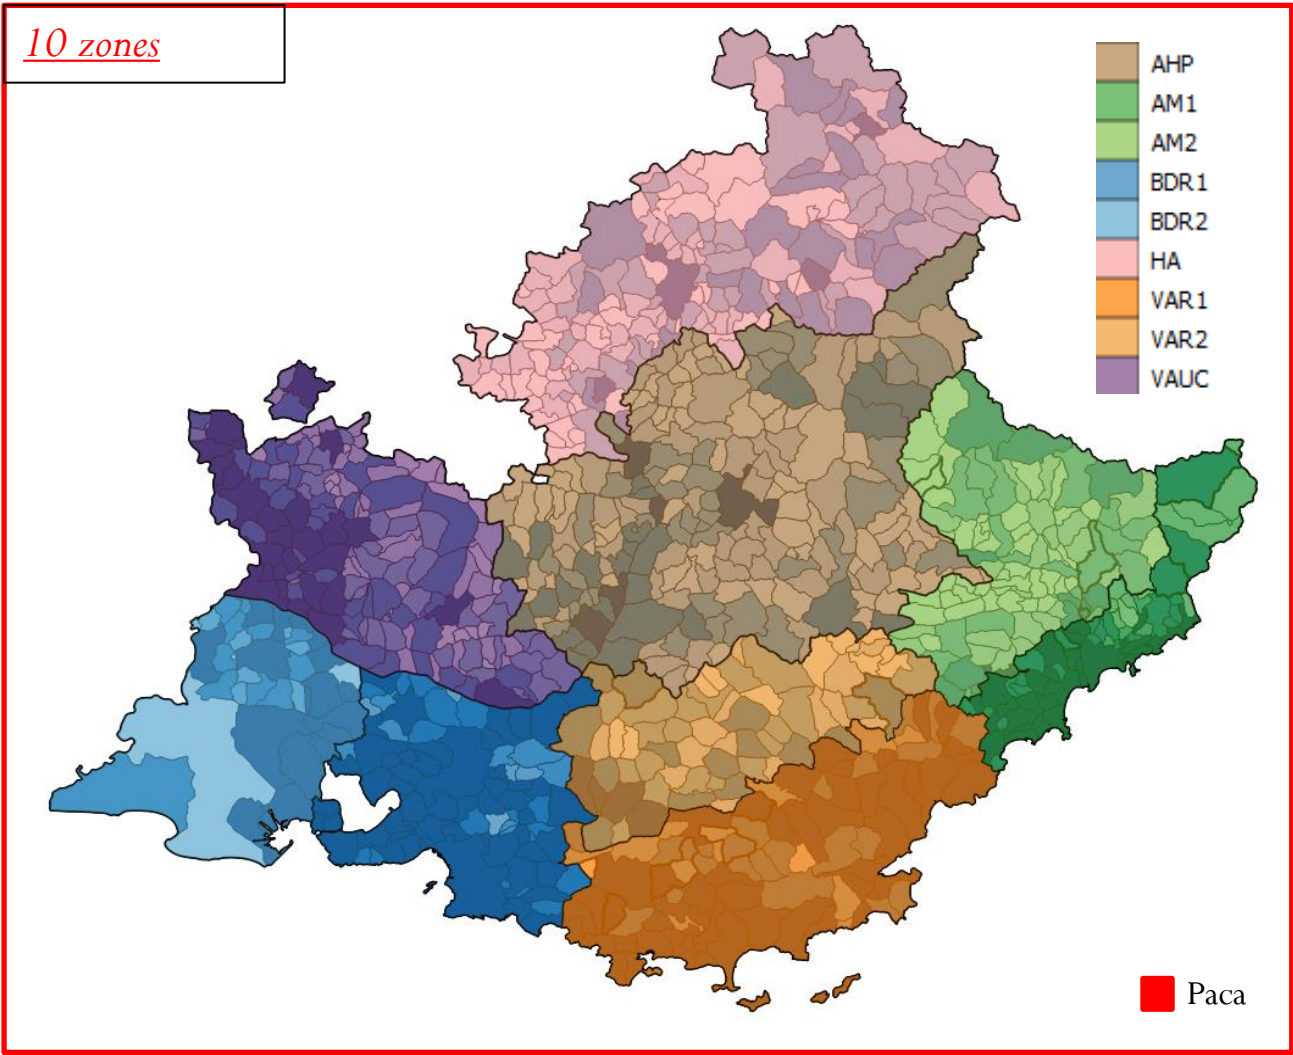 10 zones
AHP
AM1
AM2
BDR1
BDR2
HA
VAR1
VAR2
VAUC
Paca